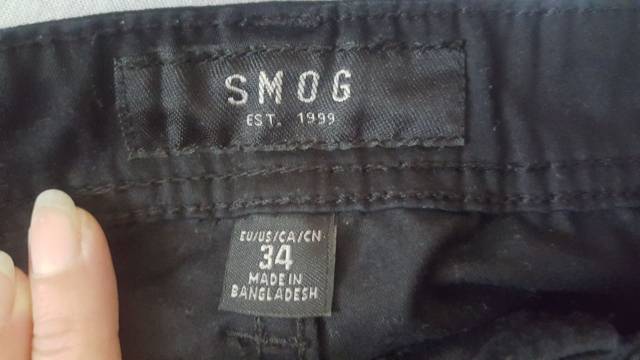 SMOG
EST. 1999
EU/US/CA/CN
34
MADE IN
BANGLADESH